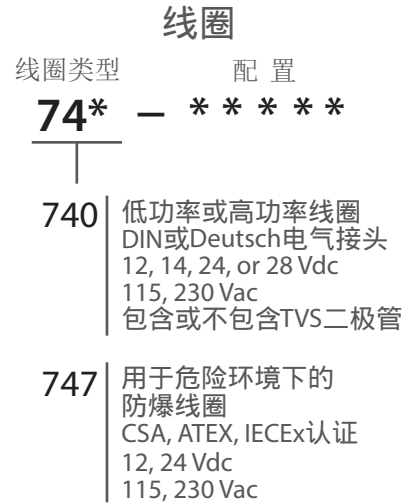 线圈
线圈类型 配 置
74* – * * * * *
740 低功率或高功率线圈
DIN或Deutsch电气接头
12, 14, 24, or 28 Vdc
115, 230 Vac
包含或不包含TVS二极管
747 用于危险环境下的
防爆线圈
CSA, ATEX, IECEx认证
12, 24 Vdc
115, 230 Vac